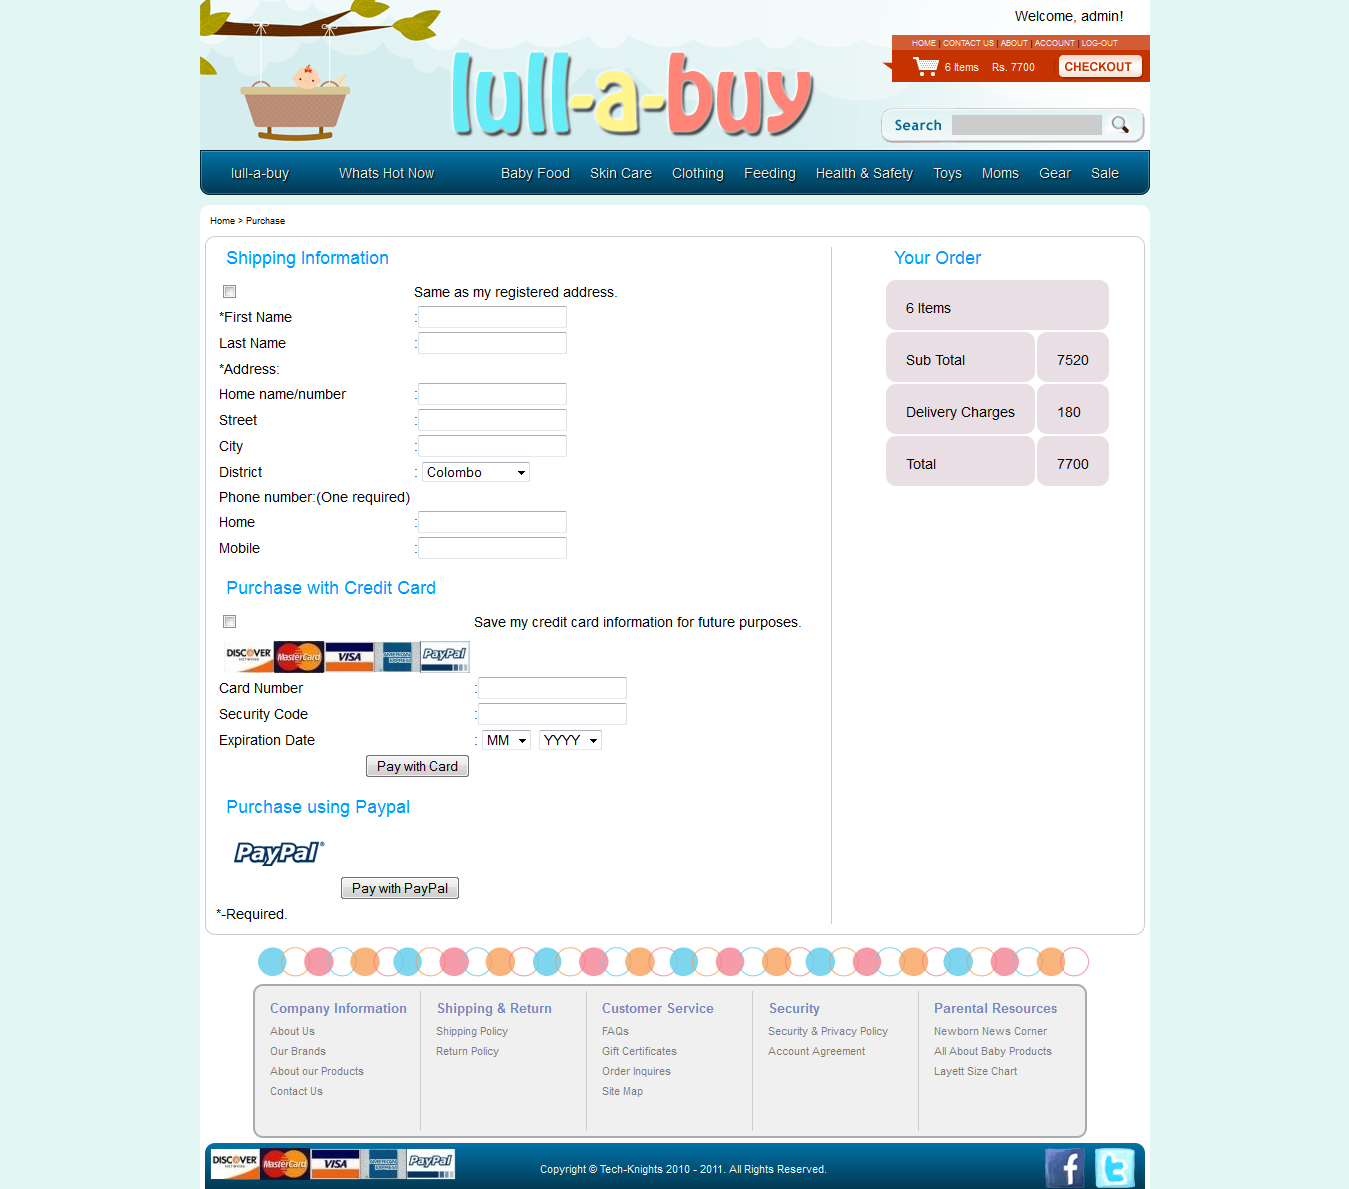 Welcome, admin!
HOME | CONTACT US | ABOUT | ACCOUNT | LOG-OUT
6 Items Rs. 7700 CHECKOUT
lull-a-buy
Search
lull-a-buy Whats Hot Now Baby Food Skin Care Clothing Feeding Health & Safety Toys Moms Gear Sale
Home > Purchase
Shipping Information
Same as my registered address.
*First Name :
Last Name :
*Address:
Home name/number :
Street :
City :
District : Colombo
Phone number:(One required)
Home :
Mobile :
Purchase with Credit Card
Save my credit card information for future purposes.
DISCOVER NETWORK MasterCard VISA AMERICAN EXPRESS PayPal
Card Number :
Security Code :
Expiration Date : MM YYYY
Pay with Card
Purchase using Paypal
PayPal®
Pay with PayPal
*-Required.
Your Order
6 Items
Sub Total 7520
Delivery Charges 180
Total 7700
Company Information
About Us
Our Brands
About our Products
Contact Us
Shipping & Return
Shipping Policy
Return Policy
Customer Service
FAQs
Gift Certificates
Order Inquires
Site Map
Security
Security & Privacy Policy
Account Agreement
Parental Resources
Newborn News Corner
All About Baby Products
Layett Size Chart
DISCOVER NETWORK MasterCard VISA AMERICAN EXPRESS PayPal
Copyright © Tech-Knights 2010 - 2011. All Rights Reserved.
f t